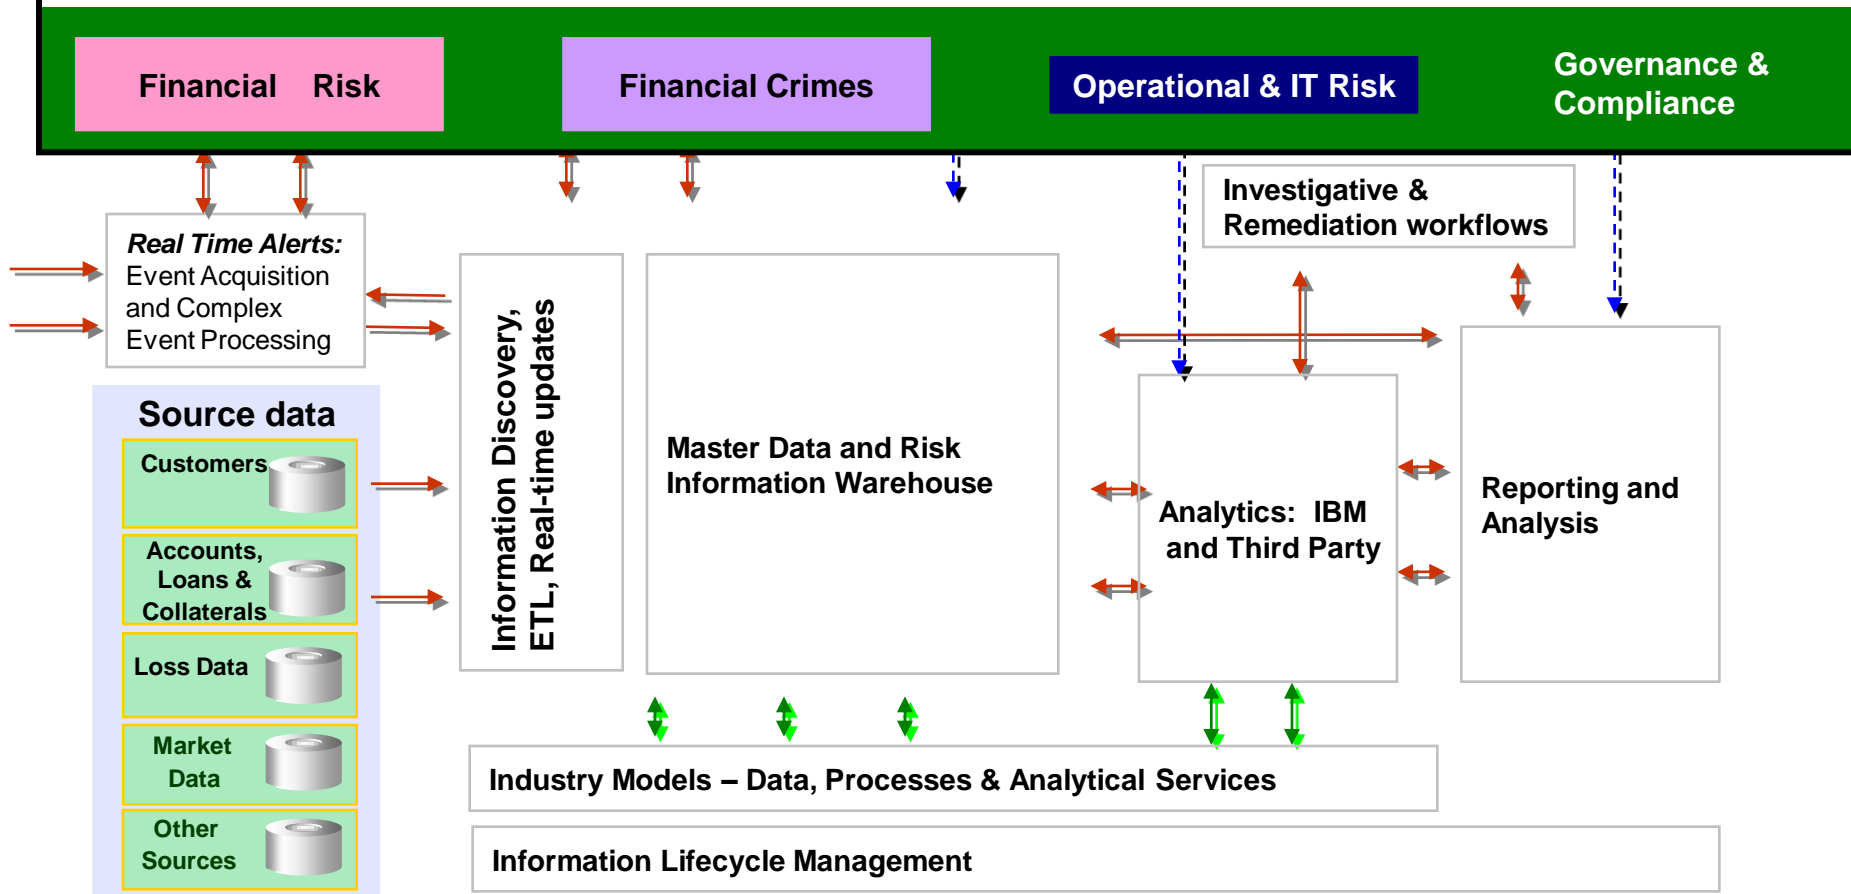 Financial Risk
Financial Crimes
Operational & IT Risk
Governance &
Compliance
Investigative &
Remediation workflows
Real Time Alerts:
Event Acquisition
and Complex
Event Processing
Source data
Customers
Accounts,
Loans &
Collaterals
Loss Data
Market
Data
Other
Sources
Information Discovery,
ETL, Real-time updates
Master Data and Risk
Information Warehouse
Analytics: IBM
and Third Party
Reporting and
Analysis
Industry Models – Data, Processes & Analytical Services
Information Lifecycle Management